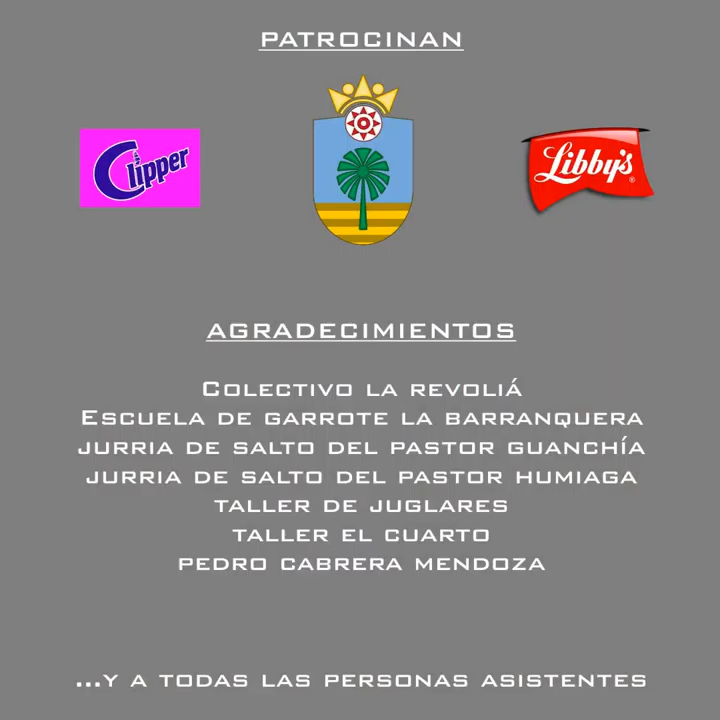 PATROCINAN
Clipper
Libby's®
AGRADECIMIENTOS
COLECTIVO LA REVOLIÁ
ESCUELA DE GARROTE LA BARRANQUERA
JURRIA DE SALTO DEL PASTOR GUANCHÍA
JURRIA DE SALTO DEL PASTOR HUMIAGA
TALLER DE JUGLARES
TALLER EL CUARTO
PEDRO CABRERA MENDOZA
...Y A TODAS LAS PERSONAS ASISTENTES